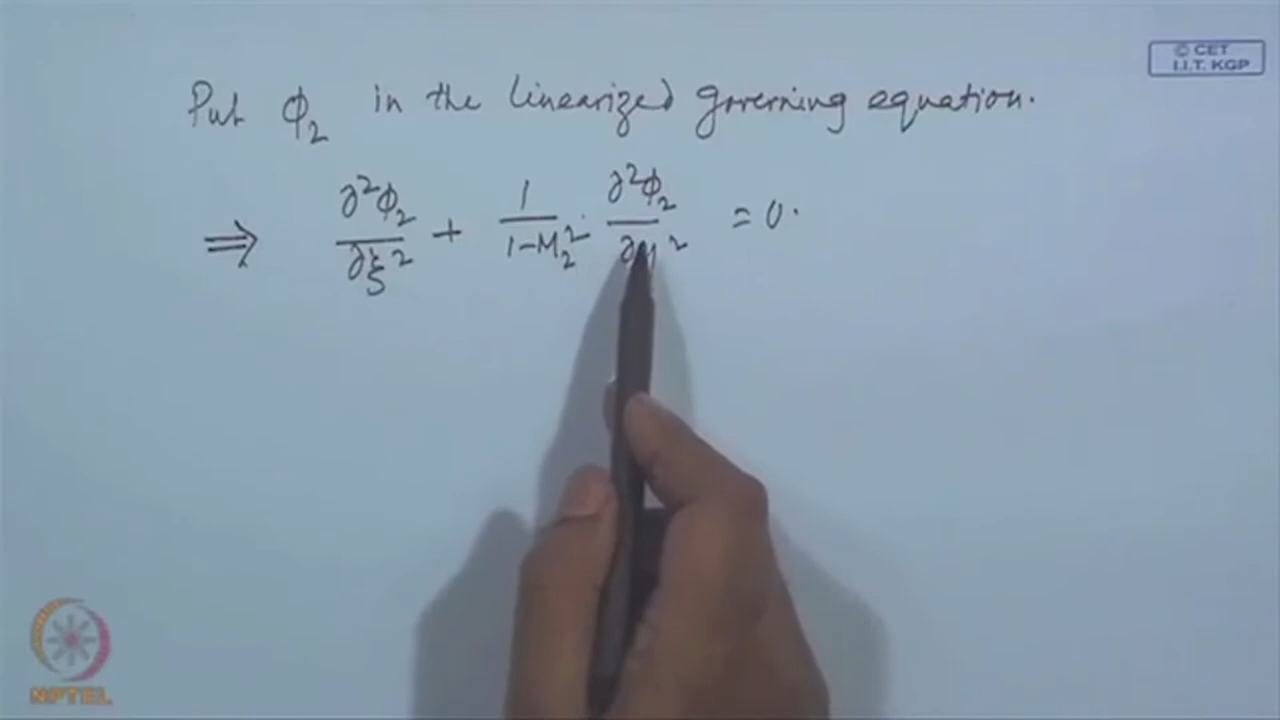 © CET
I.I.T. KGP
Put ϕ₂ in the linearized governing equation.
⇒ ∂²ϕ₂/∂ξ² + 1/(1-M₂²) · ∂²ϕ₂/∂η² = 0.
NPTEL